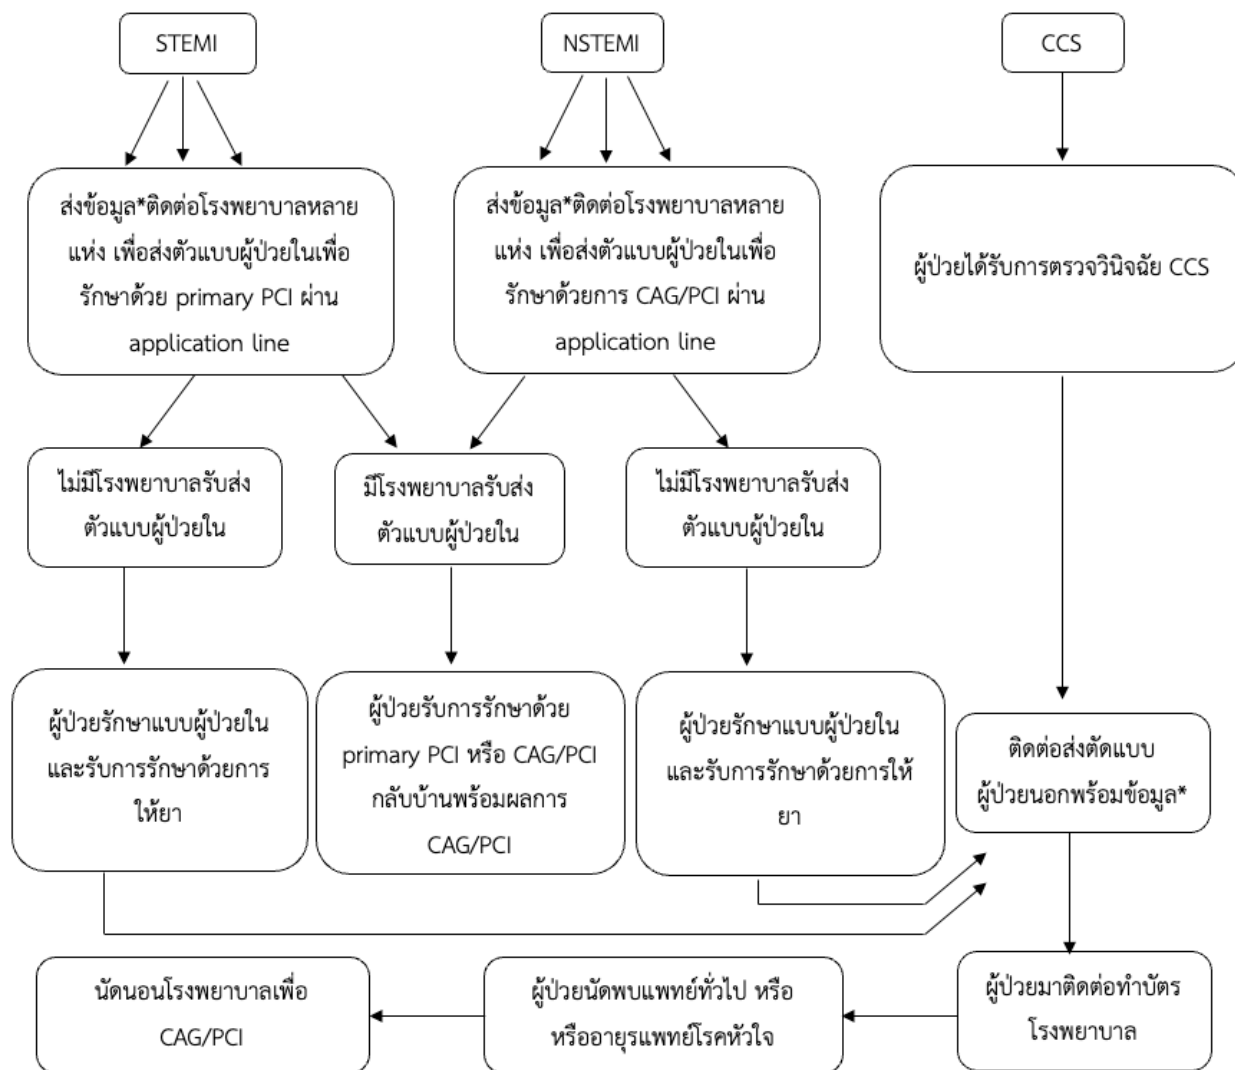 STEMI
NSTEMI
CCS
ส่งข้อมูล*ติดต่อโรงพยาบาลหลาย
แห่ง เพื่อส่งตัวแบบผู้ป่วยในเพื่อ
รักษาด้วย primary PCI ผ่าน
application line
ส่งข้อมูล*ติดต่อโรงพยาบาลหลาย
แห่ง เพื่อส่งตัวแบบผู้ป่วยในเพื่อ
รักษาด้วยการ CAG/PCI ผ่าน
application line
ผู้ป่วยได้รับการตรวจวินิจฉัย CCS
ไม่มีโรงพยาบาลรับส่ง
ตัวแบบผู้ป่วยใน
มีโรงพยาบาลรับส่ง
ตัวแบบผู้ป่วยใน
ไม่มีโรงพยาบาลรับส่ง
ตัวแบบผู้ป่วยใน
ผู้ป่วยรักษาแบบผู้ป่วยใน
และรับการรักษาด้วยการ
ให้ยา
ผู้ป่วยรับการรักษาด้วย
primary PCI หรือ CAG/PCI
กลับบ้านพร้อมผลการ
CAG/PCI
ผู้ป่วยรักษาแบบผู้ป่วยใน
และรับการรักษาด้วยการให้
ยา
ติดต่อส่งตัดแบบ
ผู้ป่วยนอกพร้อมข้อมูล*
นัดนอนโรงพยาบาลเพื่อ
CAG/PCI
ผู้ป่วยนัดพบแพทย์ทั่วไป หรือ
หรืออายุรแพทย์โรคหัวใจ
ผู้ป่วยมาติดต่อทำบัตร
โรงพยาบาล